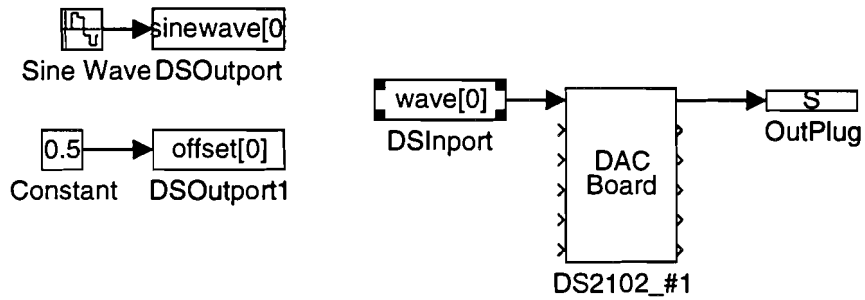 sinewave[0
Sine Wave DSOutport
0.5
offset[0]
Constant
DSOutport1
wave[0]
DSInport
DAC
Board
DS2102_#1
S
OutPlug